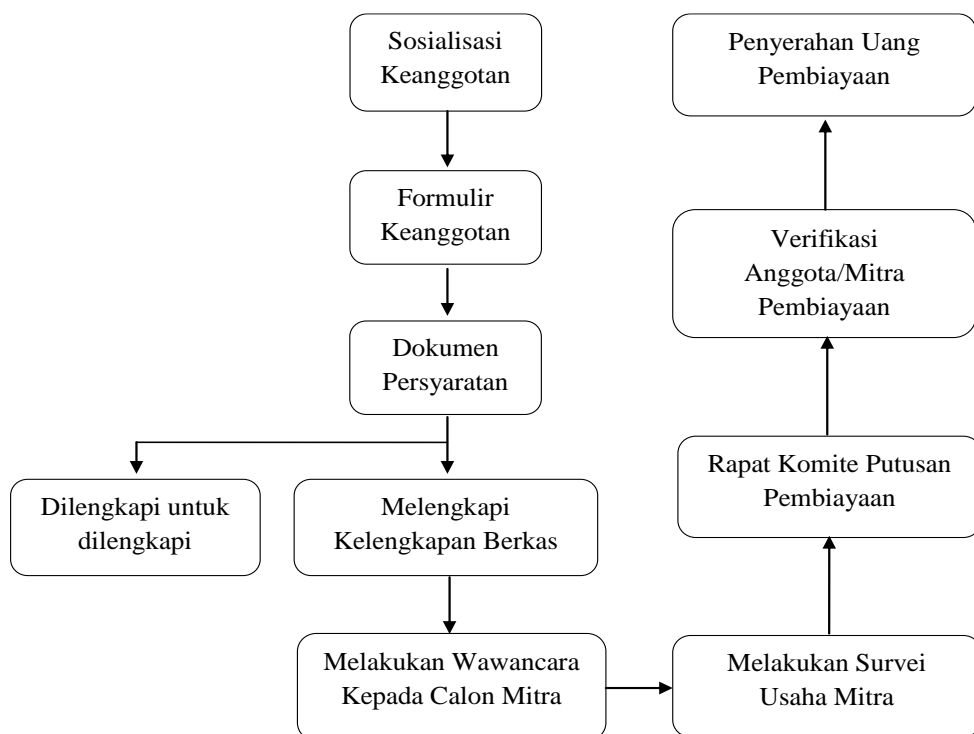 Sosialisasi
Keanggotan
Formulir
Keanggotan
Dokumen
Persyaratan
Dilengkapi untuk
dilengkapi
Melengkapi
Kelengkapan Berkas
Melakukan Wawancara
Kepada Calon Mitra
Melakukan Survei
Usaha Mitra
Rapat Komite Putusan
Pembiayaan
Verifikasi
Anggota/Mitra
Pembiayaan
Penyerahan Uang
Pembiayaan